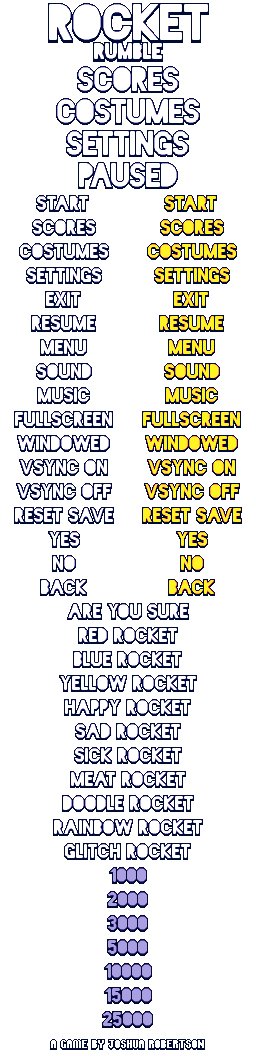 ROCKET
RUMBLE
SCORES
COSTUMES
SETTINGS
PAUSED
START START
SCORES SCORES
COSTUMES COSTUMES
SETTINGS SETTINGS
EXIT EXIT
RESUME RESUME
MENU MENU
SOUND SOUND
MUSIC MUSIC
FULLSCREEN FULLSCREEN
WINDOWED WINDOWED
VSYNC ON VSYNC ON
VSYNC OFF VSYNC OFF
RESET SAVE RESET SAVE
YES YES
NO NO
BACK BACK
ARE YOU SURE
RED ROCKET
BLUE ROCKET
YELLOW ROCKET
HAPPY ROCKET
SAD ROCKET
SICK ROCKET
MEAT ROCKET
DOODLE ROCKET
RAINBOW ROCKET
GLITCH ROCKET
1000
2000
3000
5000
10000
15000
25000
A GAME BY JOSHUA ROBERTSON